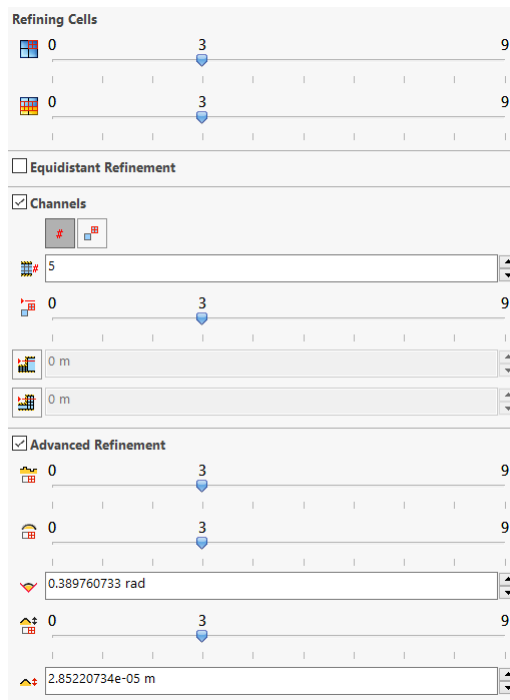 Refining Cells
0 3 9
0 3 9
Equidistant Refinement
Channels
#
# 5
0 3 9
0 m
0 m
Advanced Refinement
0 3 9
0 3 9
0.389760733 rad
0 3 9
2.85220734e-05 m